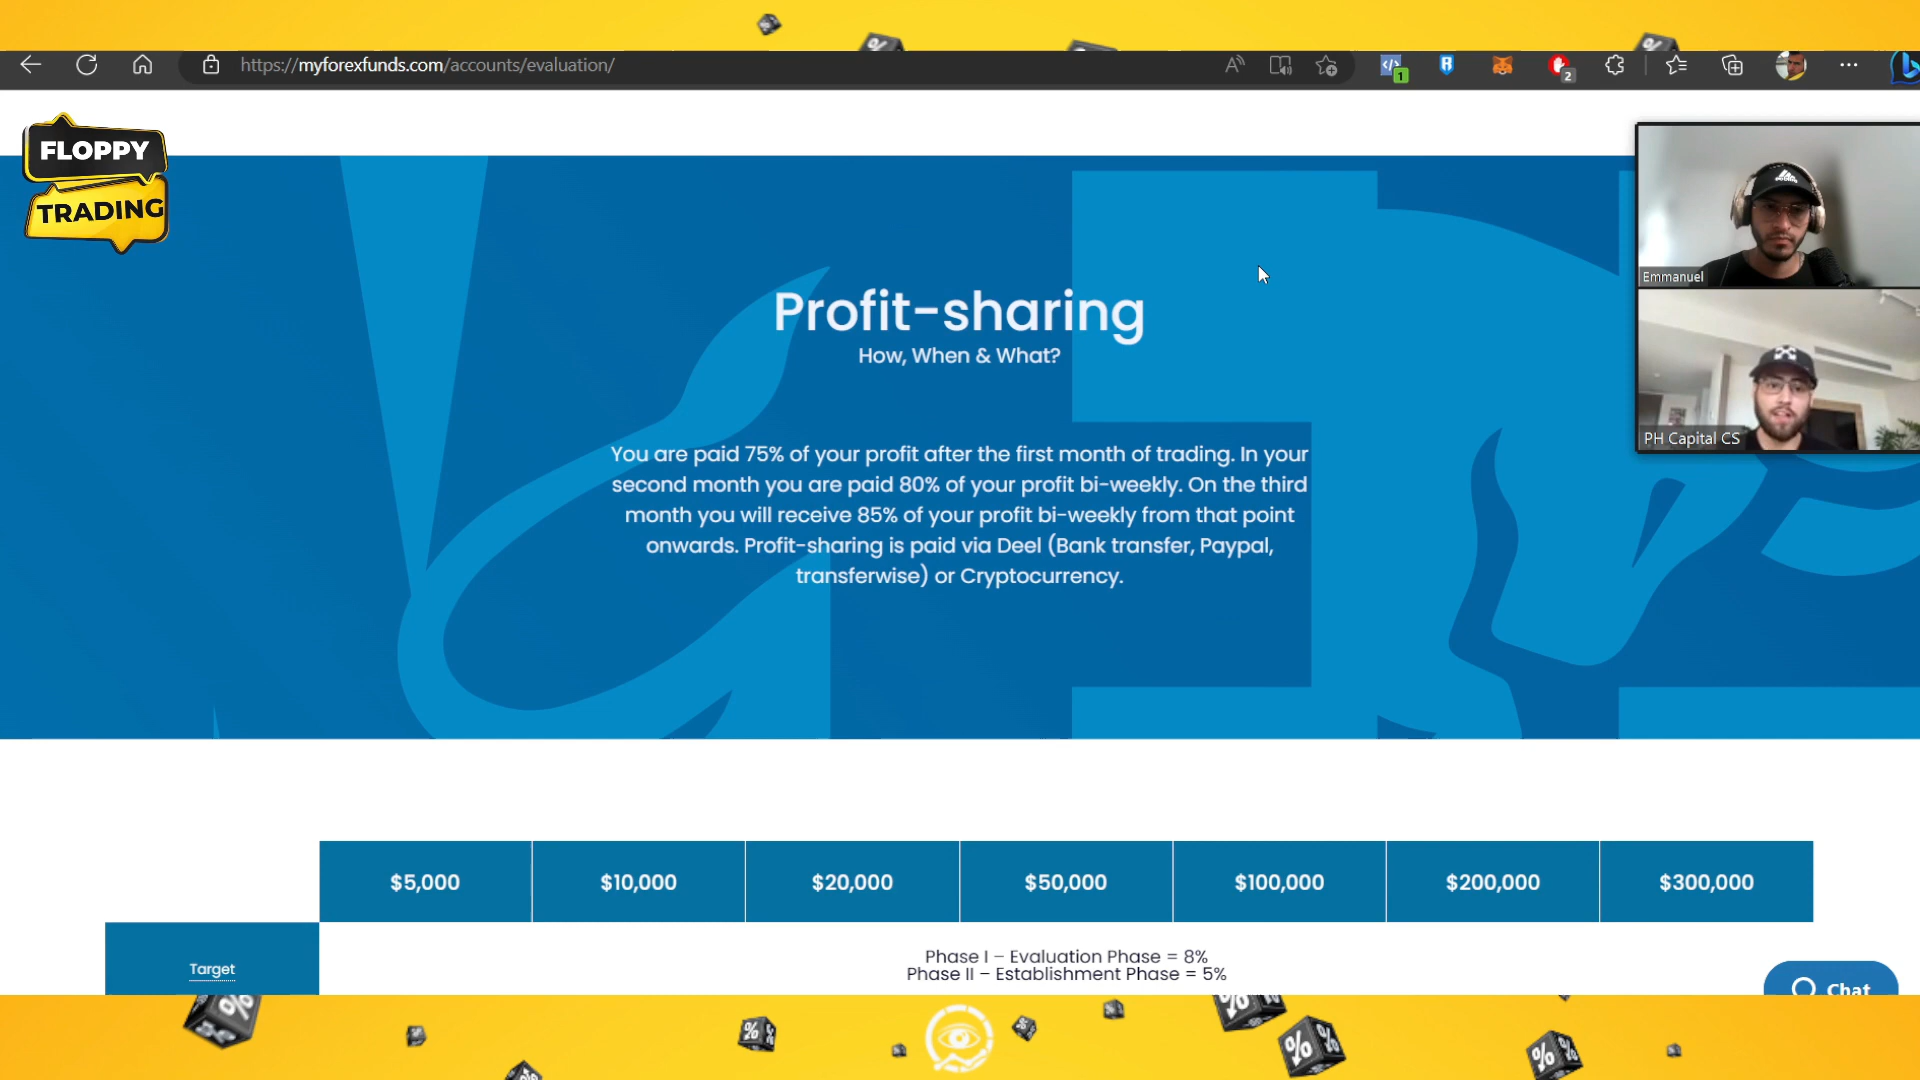 https://myforexfunds.com/accounts/evaluation/
1
2
FLOPPY
TRADING
Emmanuel
PH Capital CS
Profit-sharing
How, When & What?
You are paid 75% of your profit after the first month of trading. In your
second month you are paid 80% of your profit bi-weekly. On the third
month you will receive 85% of your profit bi-weekly from that point
onwards. Profit-sharing is paid via Deel (Bank transfer, Paypal,
transferwise) or Cryptocurrency.
$5,000
$10,000
$20,000
$50,000
$100,000
$200,000
$300,000
Target
Phase I – Evaluation Phase = 8%
Phase II – Establishment Phase = 5%
Chat